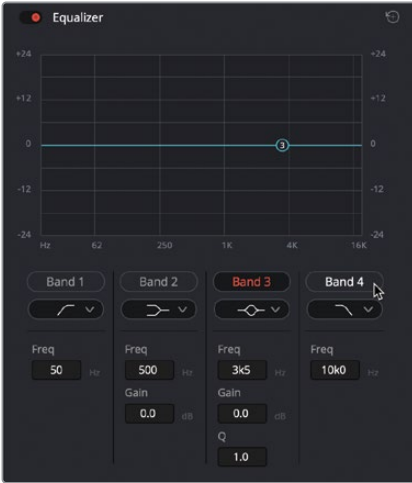 Equalizer
+24 +24
+12 +12
0 3 0
-12 -12
-24 -24
Hz 62 250 1K 4K 16K
Band 1 Band 2 Band 3 Band 4
Freq Freq Freq Freq
50 Hz 500 Hz 3k5 Hz 10k0 Hz
Gain Gain
0.0 dB 0.0 dB
Q
1.0